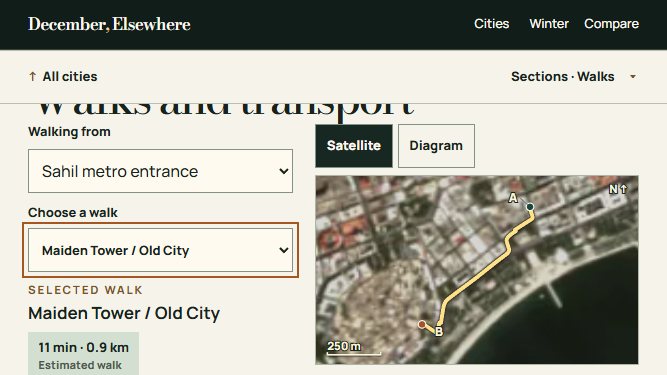 December, Elsewhere
Cities Winter Compare
↑ All cities
Sections · Walks
Walks and transport
Walking from
Sahil metro entrance
Choose a walk
Maiden Tower / Old City
SELECTED WALK
Maiden Tower / Old City
11 min · 0.9 km
Estimated walk
Satellite
Diagram
A
N↑
B
250 m